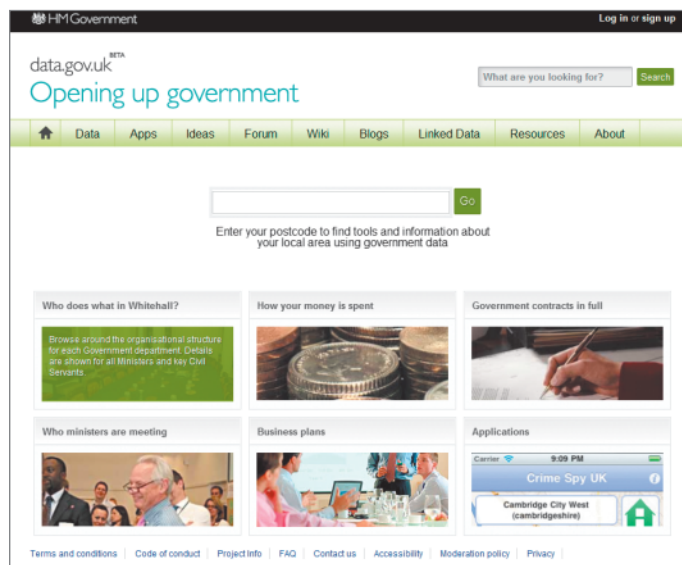 HM Government
Log in or sign up
data.gov.uk BETA
Opening up government
What are you looking for?
Search
Data
Apps
Ideas
Forum
Wiki
Blogs
Linked Data
Resources
About
Go
Enter your postcode to find tools and information about
your local area using government data
Who does what in Whitehall?
How your money is spent
Government contracts in full
Browse around the organisational structure
for each Government department. Details
are shown for all Ministers and key Civil
Servants.
Who ministers are meeting
Business plans
Applications
Carrier
9:09 PM
Crime Spy UK
Cambridge City West
(cambridgeshire)
Terms and conditions
Code of conduct
Project Info
FAQ
Contact us
Accessibility
Moderation policy
Privacy